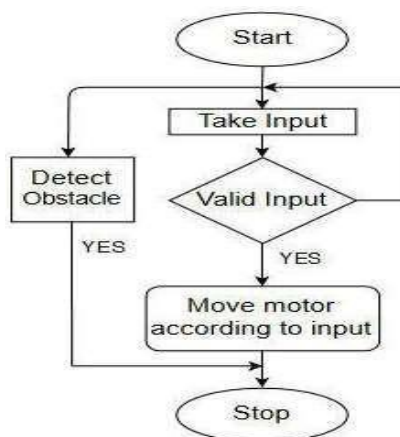 Start
Take Input
Detect
Obstacle
Valid Input
YES
YES
Move motor
according to input
Stop